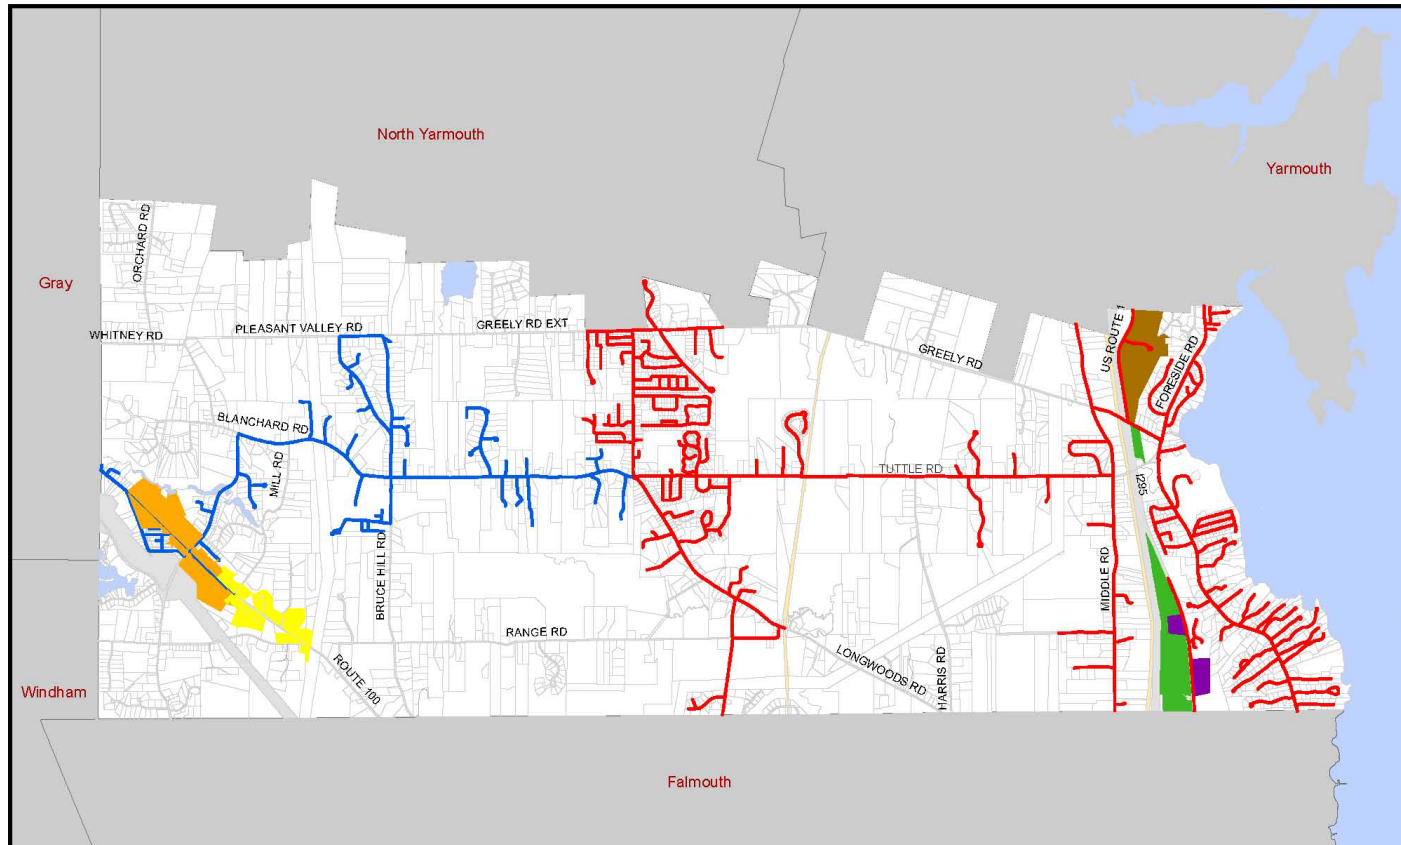 North Yarmouth
Yarmouth
ORCHARD RD
Gray
WHITNEY RD
PLEASANT VALLEY RD
GREELY RD EXT
GREELY RD
US ROUTE 1
FORESIDE RD
BLANCHARD RD
MILL RD
TUTTLE RD
I295
BRUCE HILL RD
MIDDLE RD
RANGE RD
ROUTE 100
LONGWOODS RD
HARRIS RD
Windham
Falmouth